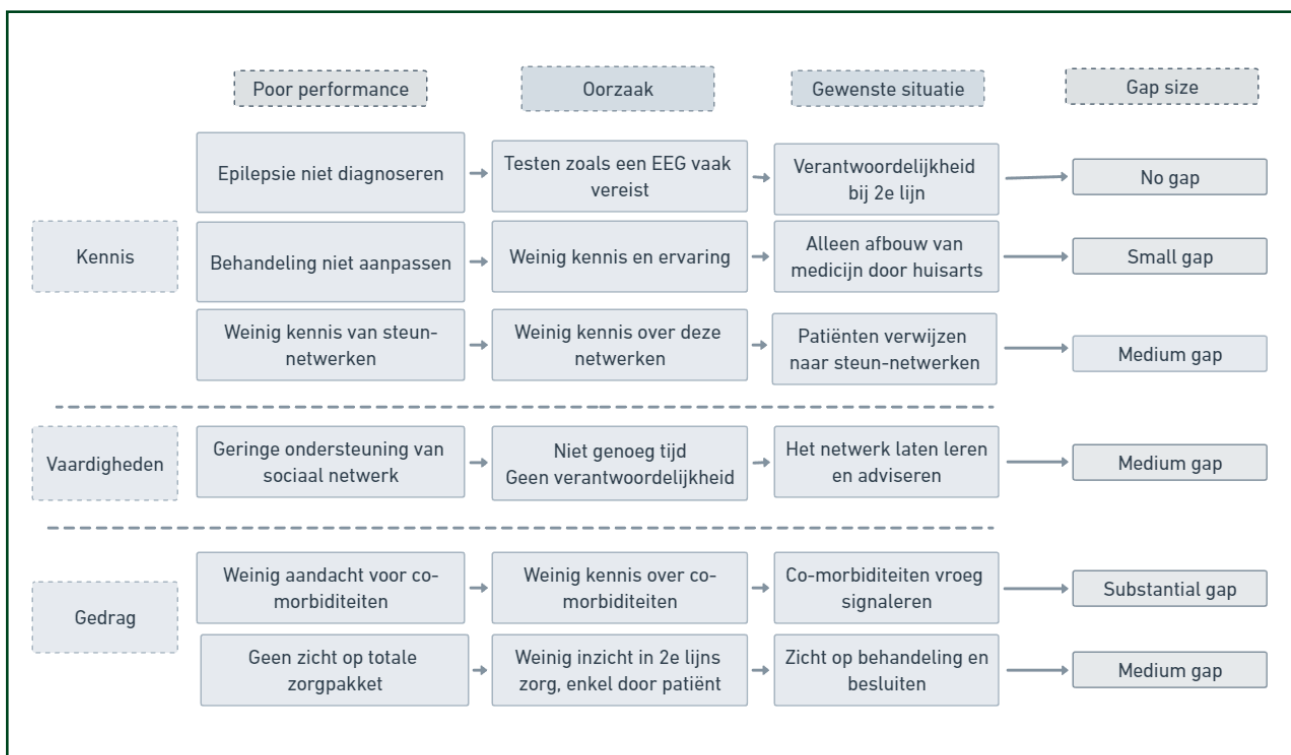 Poor performance
Oorzaak
Gewenste situatie
Gap size
Kennis
Epilepsie niet diagnoseren
Testen zoals een EEG vaak
vereist
Verantwoordelijkheid
bij 2e lijn
No gap
Behandeling niet aanpassen
Weinig kennis en ervaring
Alleen afbouw van
medicijn door huisarts
Small gap
Weinig kennis van steun-
netwerken
Weinig kennis over deze
netwerken
Patiënten verwijzen
naar steun-netwerken
Medium gap
Vaardigheden
Geringe ondersteuning van
sociaal netwerk
Niet genoeg tijd
Geen verantwoordelijkheid
Het netwerk laten leren
en adviseren
Medium gap
Gedrag
Weinig aandacht voor co-
morbiditeiten
Weinig kennis over co-
morbiditeiten
Co-morbiditeiten vroeg
signaleren
Substantial gap
Geen zicht op totale
zorgpakket
Weinig inzicht in 2e lijns
zorg, enkel door patiënt
Zicht op behandeling en
besluiten
Medium gap